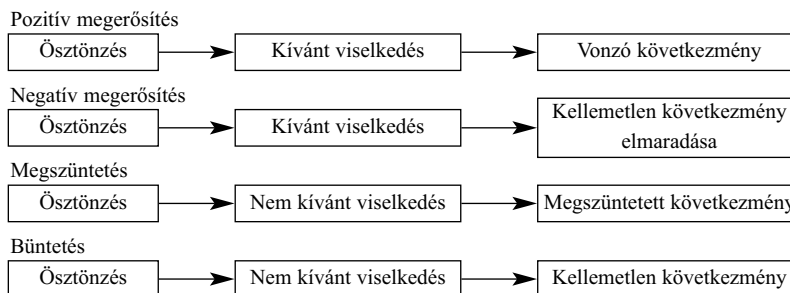 Pozitív megerősítés
Ösztönzés
Kívánt viselkedés
Vonzó következmény
Negatív megerősítés
Ösztönzés
Kívánt viselkedés
Kellemetlen következmény
elmaradása
Megszüntetés
Ösztönzés
Nem kívánt viselkedés
Megszüntetett következmény
Büntetés
Ösztönzés
Nem kívánt viselkedés
Kellemetlen következmény